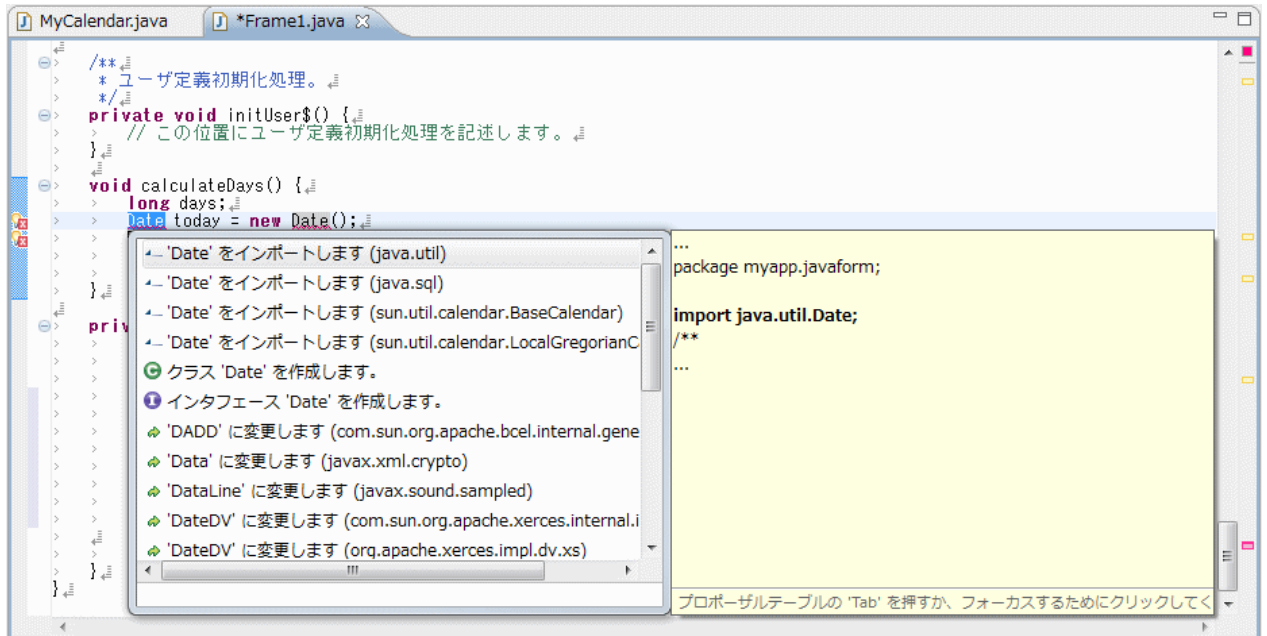 MyCalendar.java
*Frame1.java
/**
* ユーザ定義初期化処理。
*/
private void initUser$() {
// この位置にユーザ定義初期化処理を記述します。
}
void calculateDays() {
long days;
Date today = new Date();
'Date' をインポートします (java.util)
'Date' をインポートします (java.sql)
'Date' をインポートします (sun.util.calendar.BaseCalendar)
'Date' をインポートします (sun.util.calendar.LocalGregorianC
クラス 'Date' を作成します。
インタフェース 'Date' を作成します。
'DADD' に変更します (com.sun.org.apache.bcel.internal.gene
'Data' に変更します (javax.xml.crypto)
'DataLine' に変更します (javax.sound.sampled)
'DateDV' に変更します (com.sun.org.apache.xerces.internal.i
'DateDV' に変更します (org.apache.xerces.impl.dv.xs)
...
package myapp.javaform;
import java.util.Date;
/**
...
プロポーザルテーブルの 'Tab' を押すか、フォーカスするためにクリックしてく
}
priv
}
}